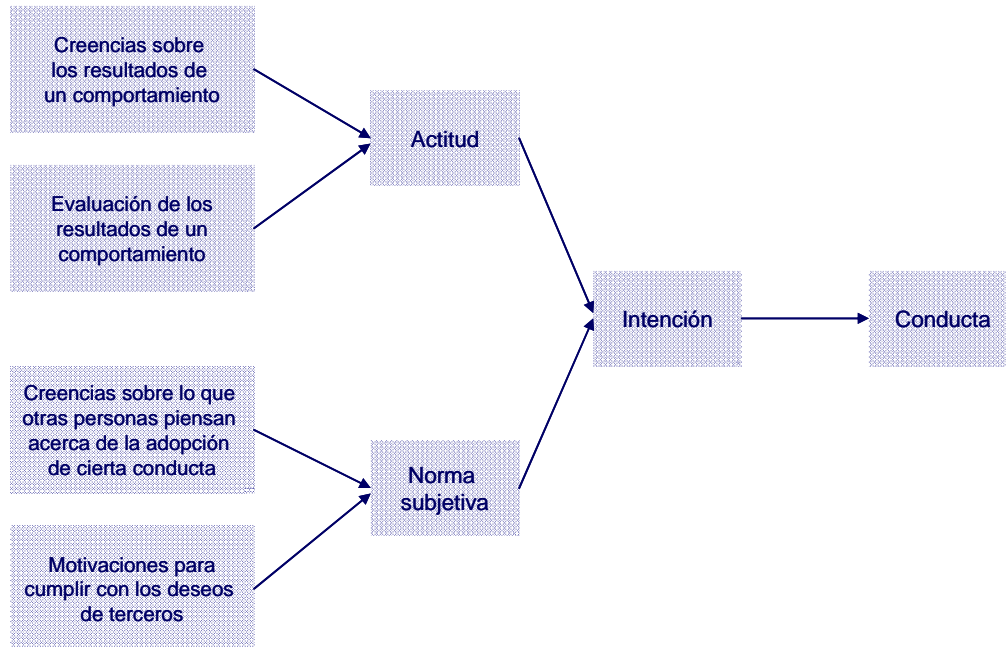 Creencias sobre
los resultados de
un comportamiento
Actitud
Evaluación de los
resultados de un
comportamiento
Intención
Conducta
Creencias sobre lo que
otras personas piensan
acerca de la adopción
de cierta conducta
Norma
subjetiva
Motivaciones para
cumplir con los deseos
de terceros